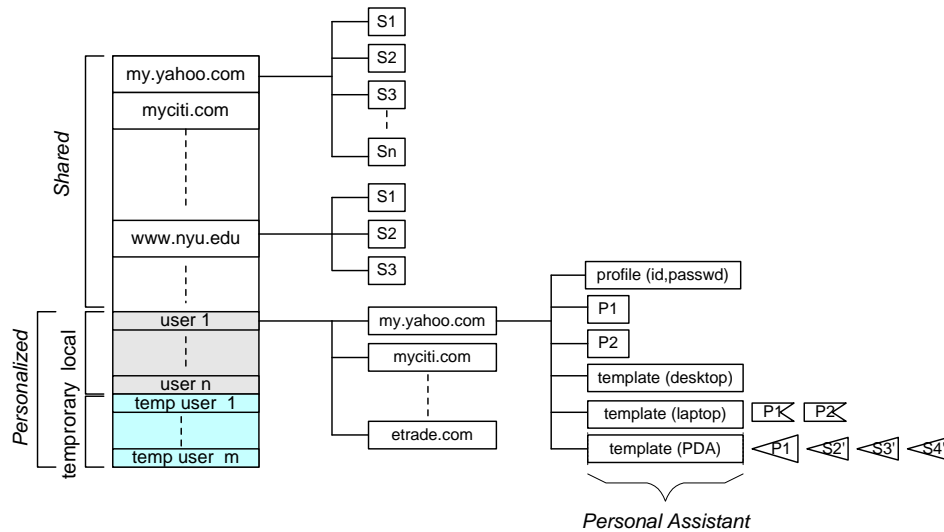 S1
S2
S3
Sn
my.yahoo.com
myciti.com
Shared
www.nyu.edu
S1
S2
S3
Personalized
temprorary local
user 1
user n
temp user 1
temp user m
my.yahoo.com
myciti.com
etrade.com
profile (id,passwd)
P1
P2
template (desktop)
template (laptop) P1 P2
template (PDA) P1 S2' S3' S4'
Personal Assistant